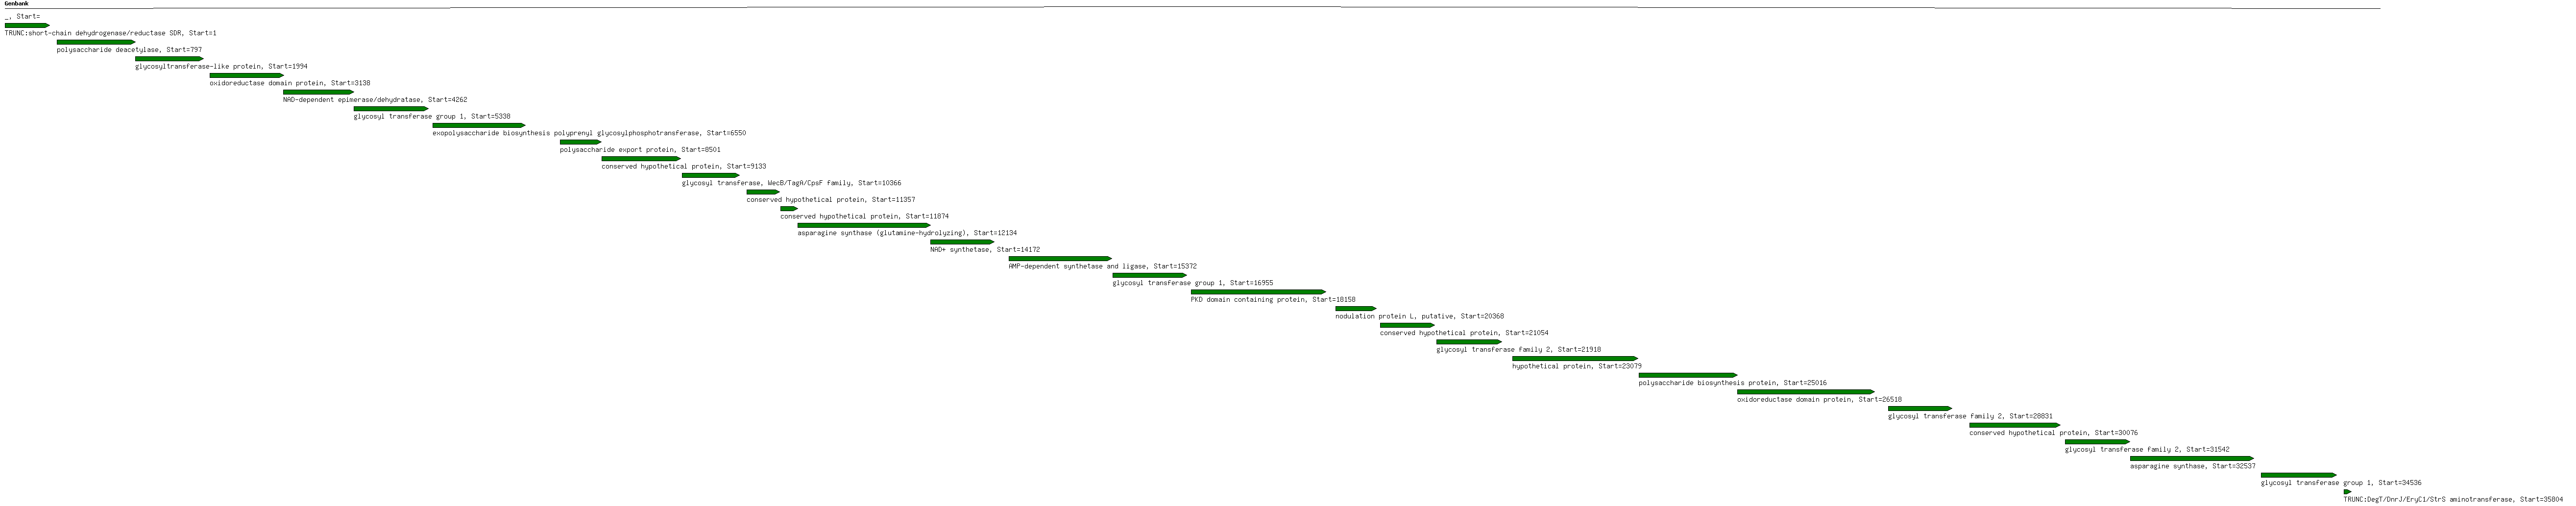 Genbank
_, Start=
TRUNC:short-chain dehydrogenase/reductase SDR, Start=1
polysaccharide deacetylase, Start=797
glycosyltransferase-like protein, Start=1994
oxidoreductase domain protein, Start=3138
NAD-dependent epimerase/dehydratase, Start=4262
glycosyl transferase group 1, Start=5338
exopolysaccharide biosynthesis polyprenyl glycosylphosphotransferase, Start=6550
polysaccharide export protein, Start=8501
conserved hypothetical protein, Start=9133
glycosyl transferase, WecB/TagA/CpsF family, Start=10366
conserved hypothetical protein, Start=11357
conserved hypothetical protein, Start=11874
asparagine synthase (glutamine-hydrolyzing), Start=12134
NAD+ synthetase, Start=14172
AMP-dependent synthetase and ligase, Start=15372
glycosyl transferase group 1, Start=16955
PKD domain containing protein, Start=18158
nodulation protein L, putative, Start=20368
conserved hypothetical protein, Start=21054
glycosyl transferase family 2, Start=21918
hypothetical protein, Start=23079
polysaccharide biosynthesis protein, Start=25016
oxidoreductase domain protein, Start=26518
glycosyl transferase family 2, Start=28831
conserved hypothetical protein, Start=30076
glycosyl transferase family 2, Start=31542
asparagine synthase, Start=32537
glycosyl transferase group 1, Start=34536
TRUNC:DegT/DnrJ/EryC1/StrS aminotransferase, Start=35804